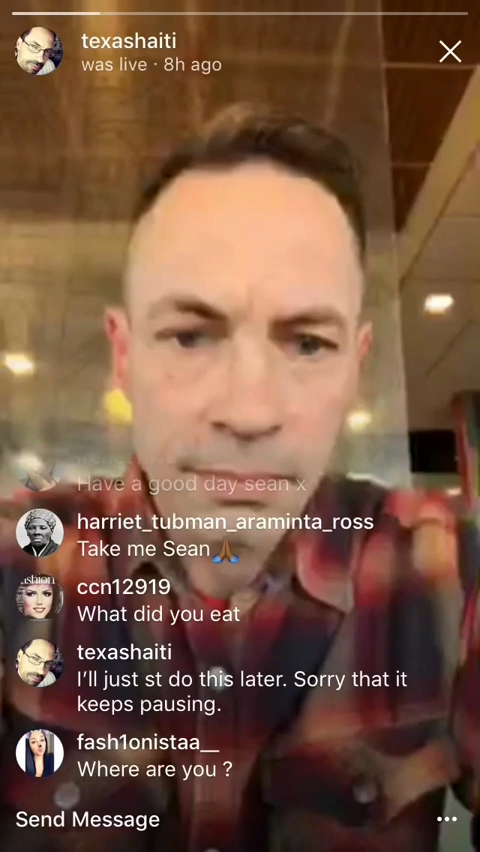 texashaiti
was live · 8h ago
Have a good day sean x
harriet_tubman_araminta_ross
Take me Sean🙏🏾
ccn12919
What did you eat
texashaiti
I'll just st do this later. Sorry that it
keeps pausing.
fash1onistaa__
Where are you ?
Send Message